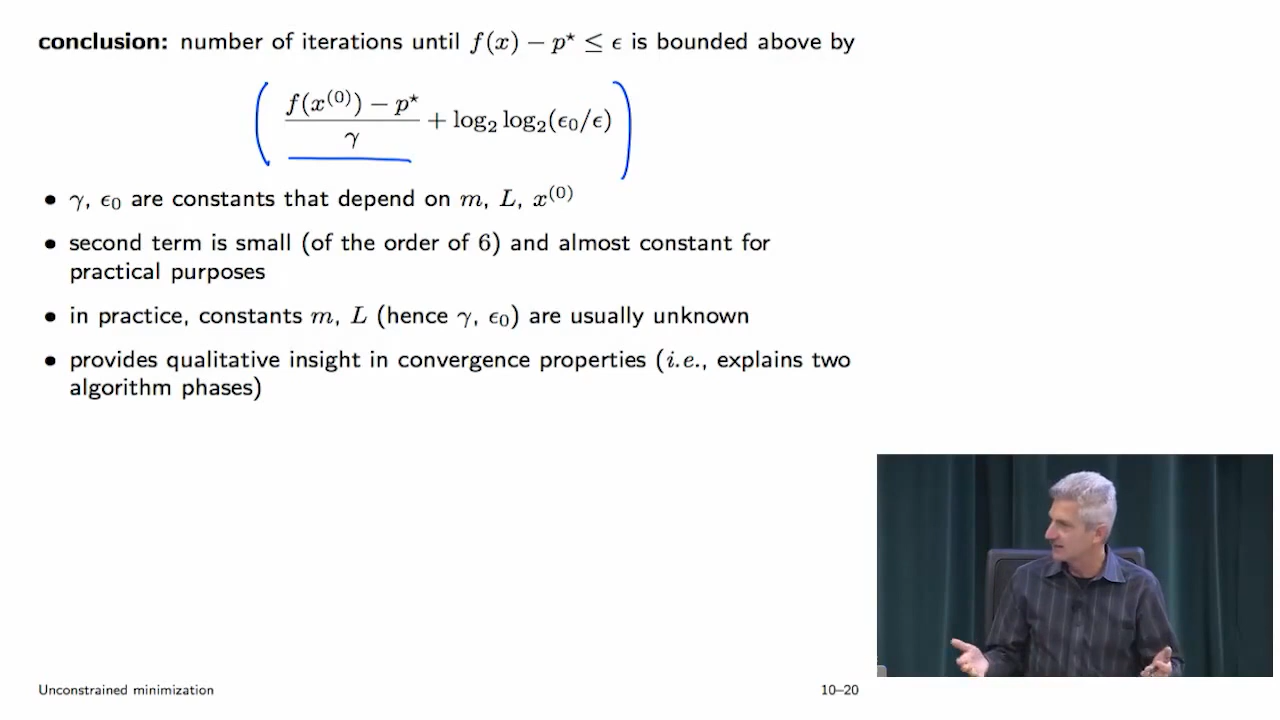 conclusion: number of iterations until f(x) − p⋆ ≤ ϵ is bounded above by
( (f(x⁽⁰⁾) − p⋆)/γ + log₂ log₂(ϵ₀/ϵ) )
• γ, ϵ₀ are constants that depend on m, L, x⁽⁰⁾
• second term is small (of the order of 6) and almost constant for
practical purposes
• in practice, constants m, L (hence γ, ϵ₀) are usually unknown
• provides qualitative insight in convergence properties (i.e., explains two
algorithm phases)
Unconstrained minimization 10–20